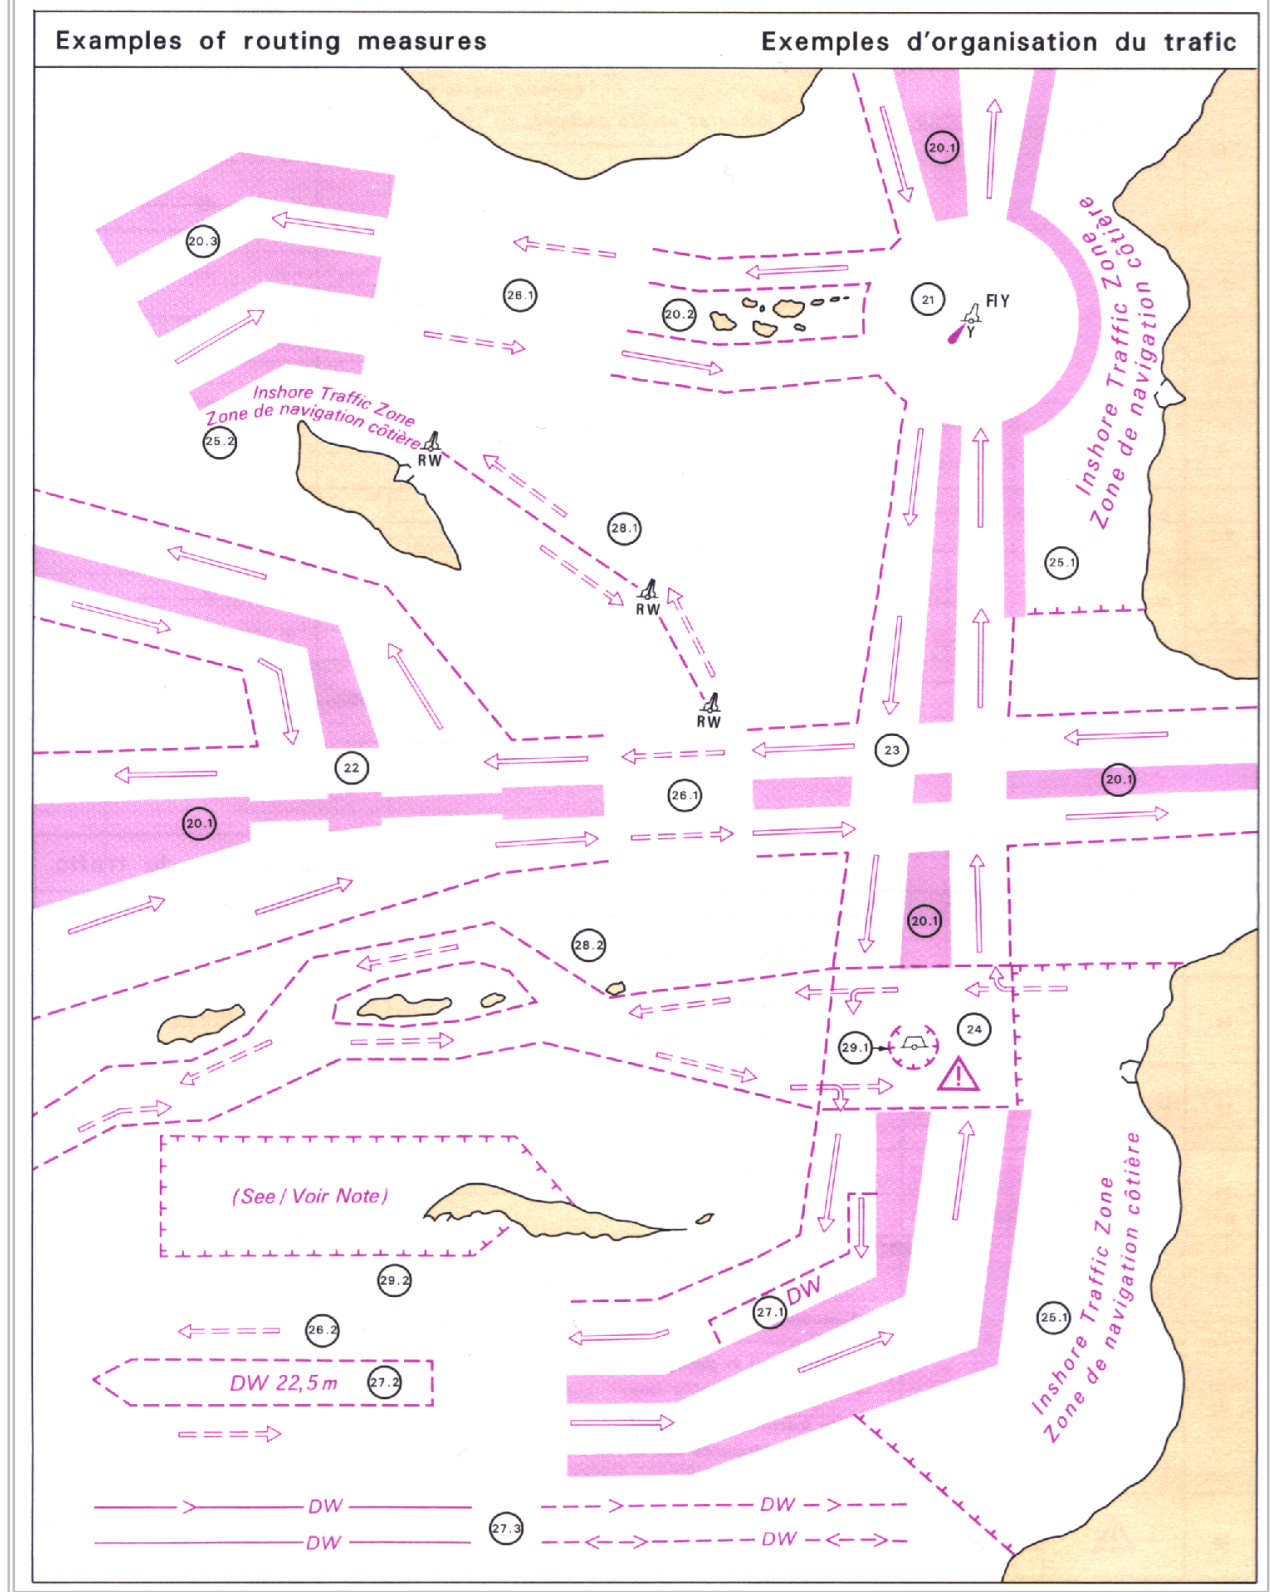 Examples of routing measures
Exemples d'organisation du trafic
20.1
20.3
26.1
20.2
21
Fl Y
Y
Inshore Traffic Zone
Zone de navigation côtière
Inshore Traffic Zone
Zone de navigation côtière
25.2
RW
28.1
25.1
RW
RW
22
23
26.1
20.1
20.1
20.1
28.2
24
29.1
(See / Voir Note)
29.2
26.2
DW 22,5 m
27.2
DW
27.1
25.1
Inshore Traffic Zone
Zone de navigation côtière
DW
DW
27.3
DW
DW